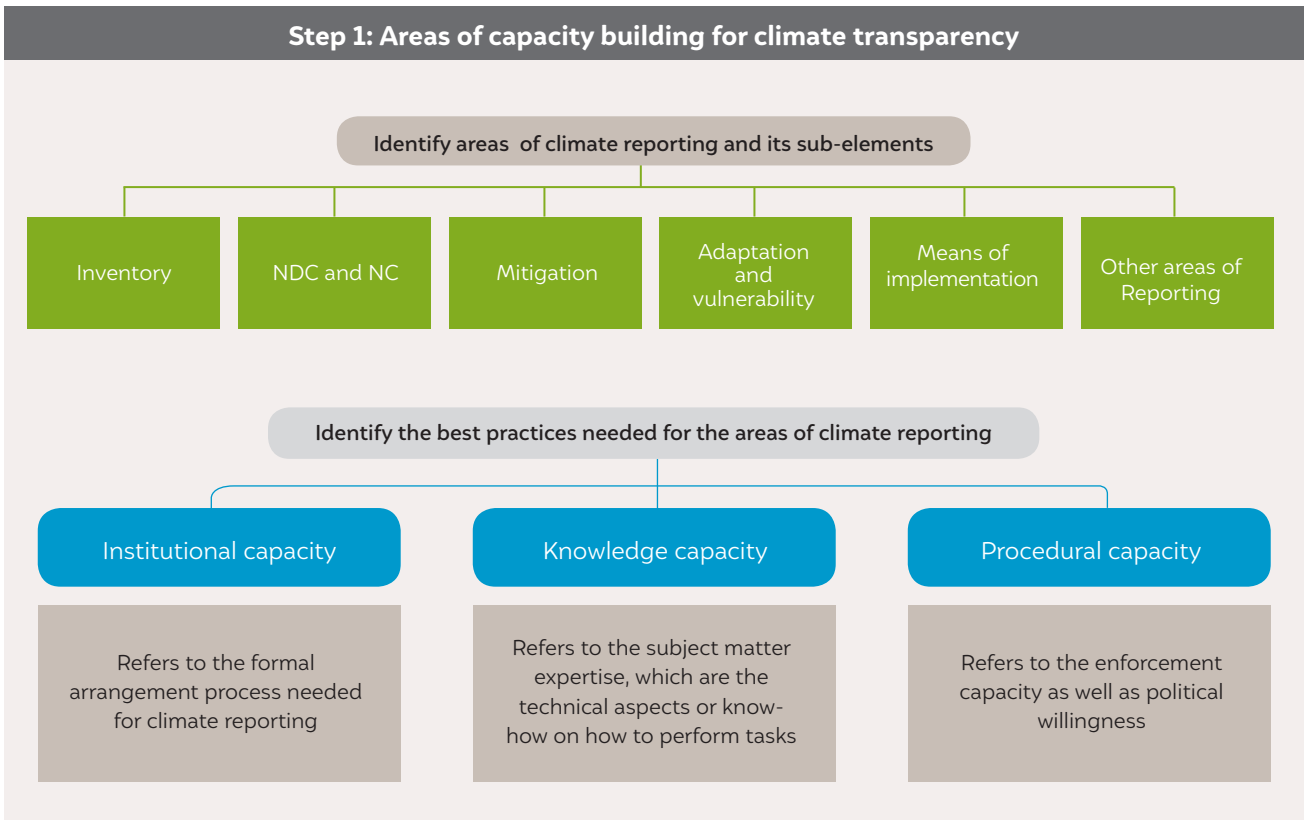 Step 1: Areas of capacity building for climate transparency
Identify areas of climate reporting and its sub-elements
Inventory
NDC and NC
Mitigation
Adaptation
and
vulnerability
Means of
implementation
Other areas of
Reporting
Identify the best practices needed for the areas of climate reporting
Institutional capacity
Knowledge capacity
Procedural capacity
Refers to the formal
arrangement process needed
for climate reporting
Refers to the subject matter
expertise, which are the
technical aspects or know-
how on how to perform tasks
Refers to the enforcement
capacity as well as political
willingness